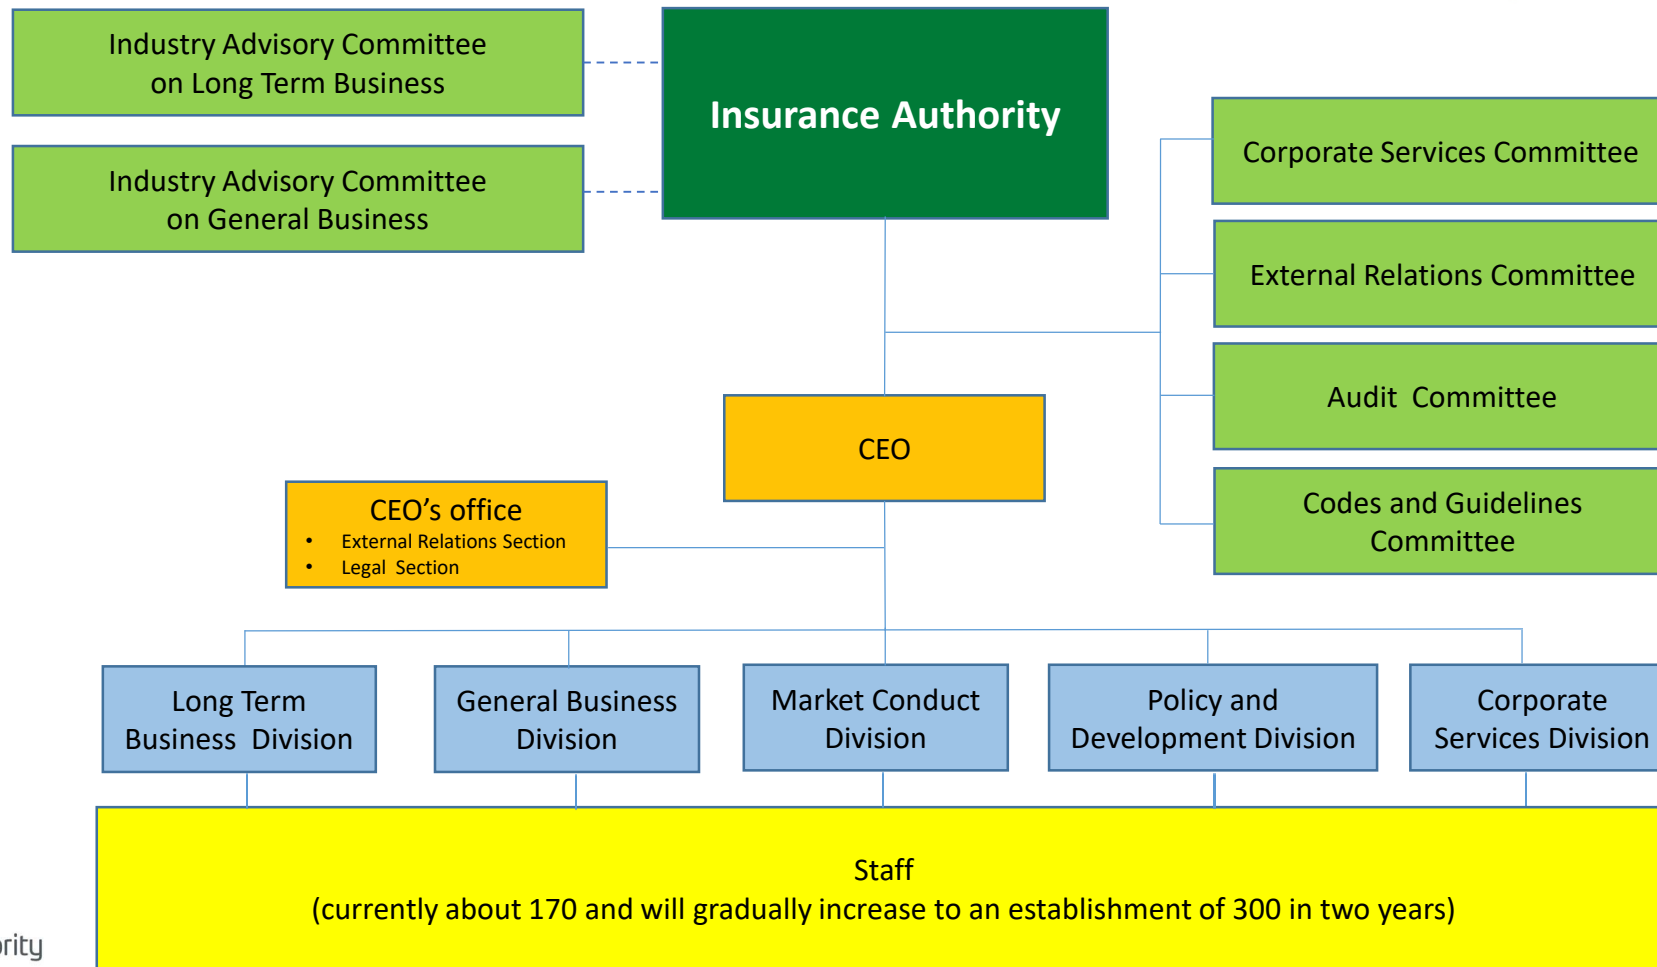 Industry Advisory Committee
on Long Term Business
Insurance Authority
Industry Advisory Committee
on General Business
Corporate Services Committee
External Relations Committee
Audit Committee
Codes and Guidelines
Committee
CEO
CEO’s office
• External Relations Section
• Legal Section
Long Term
Business Division
General Business
Division
Market Conduct
Division
Policy and
Development Division
Corporate
Services Division
Staff
(currently about 170 and will gradually increase to an establishment of 300 in two years)